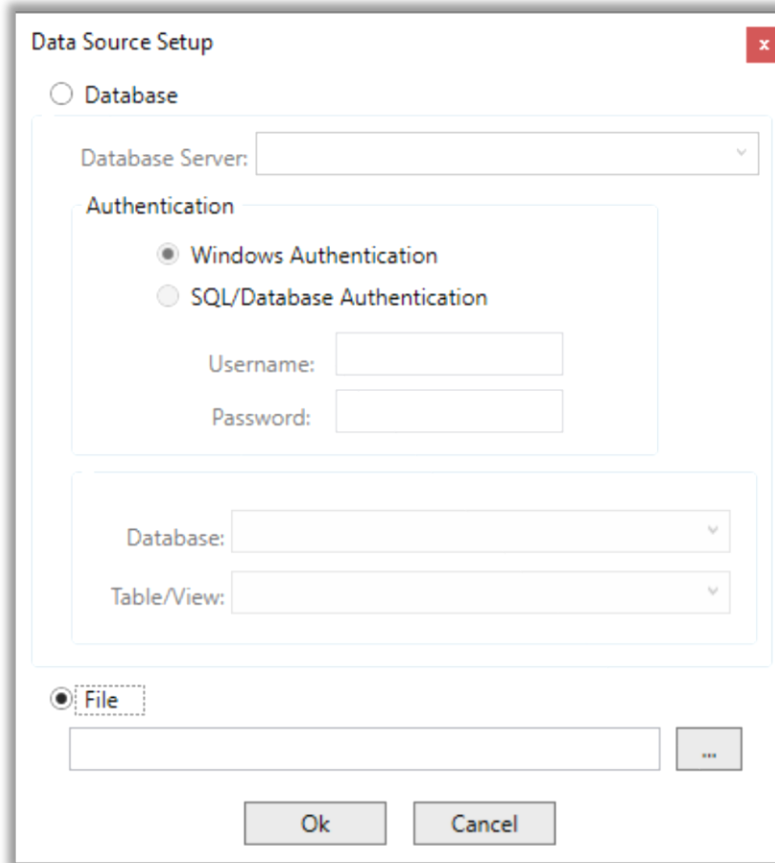 Data Source Setup
x
Database
Database Server:
Authentication
Windows Authentication
SQL/Database Authentication
Username:
Password:
Database:
Table/View:
File
...
Ok
Cancel